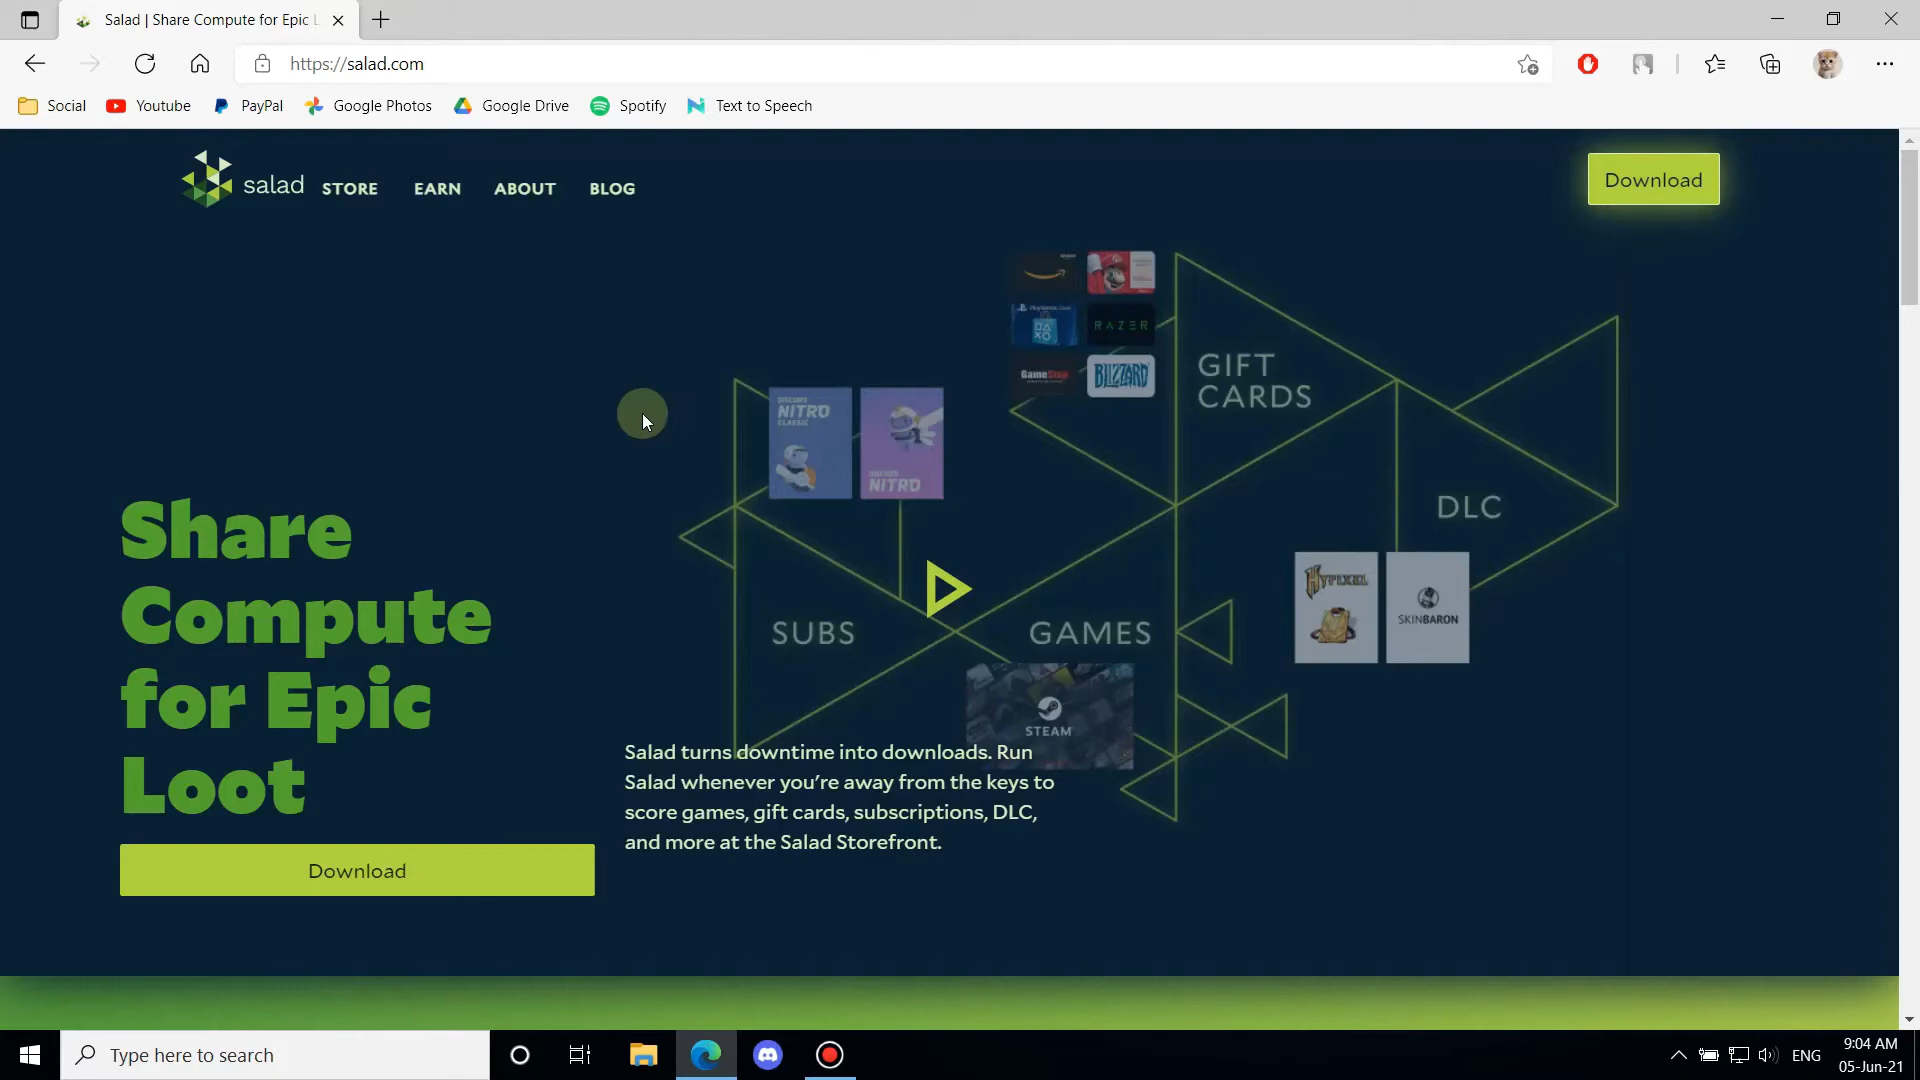 Salad | Share Compute for Epic L
https://salad.com
Social
Youtube
PayPal
Google Photos
Google Drive
Spotify
Text to Speech
salad
STORE
EARN
ABOUT
BLOG
Download
RAZER
GameStop
BLIZZARD
GIFT
CARDS
DISCORD
NITRO
CLASSIC
DISCORD
NITRO
DLC
HYPIXEL
SKINBARON
SUBS
GAMES
STEAM
Share
Compute
for Epic
Loot
Salad turns downtime into downloads. Run
Salad whenever you're away from the keys to
score games, gift cards, subscriptions, DLC,
and more at the Salad Storefront.
Download
Type here to search
ENG
9:04 AM
05-Jun-21